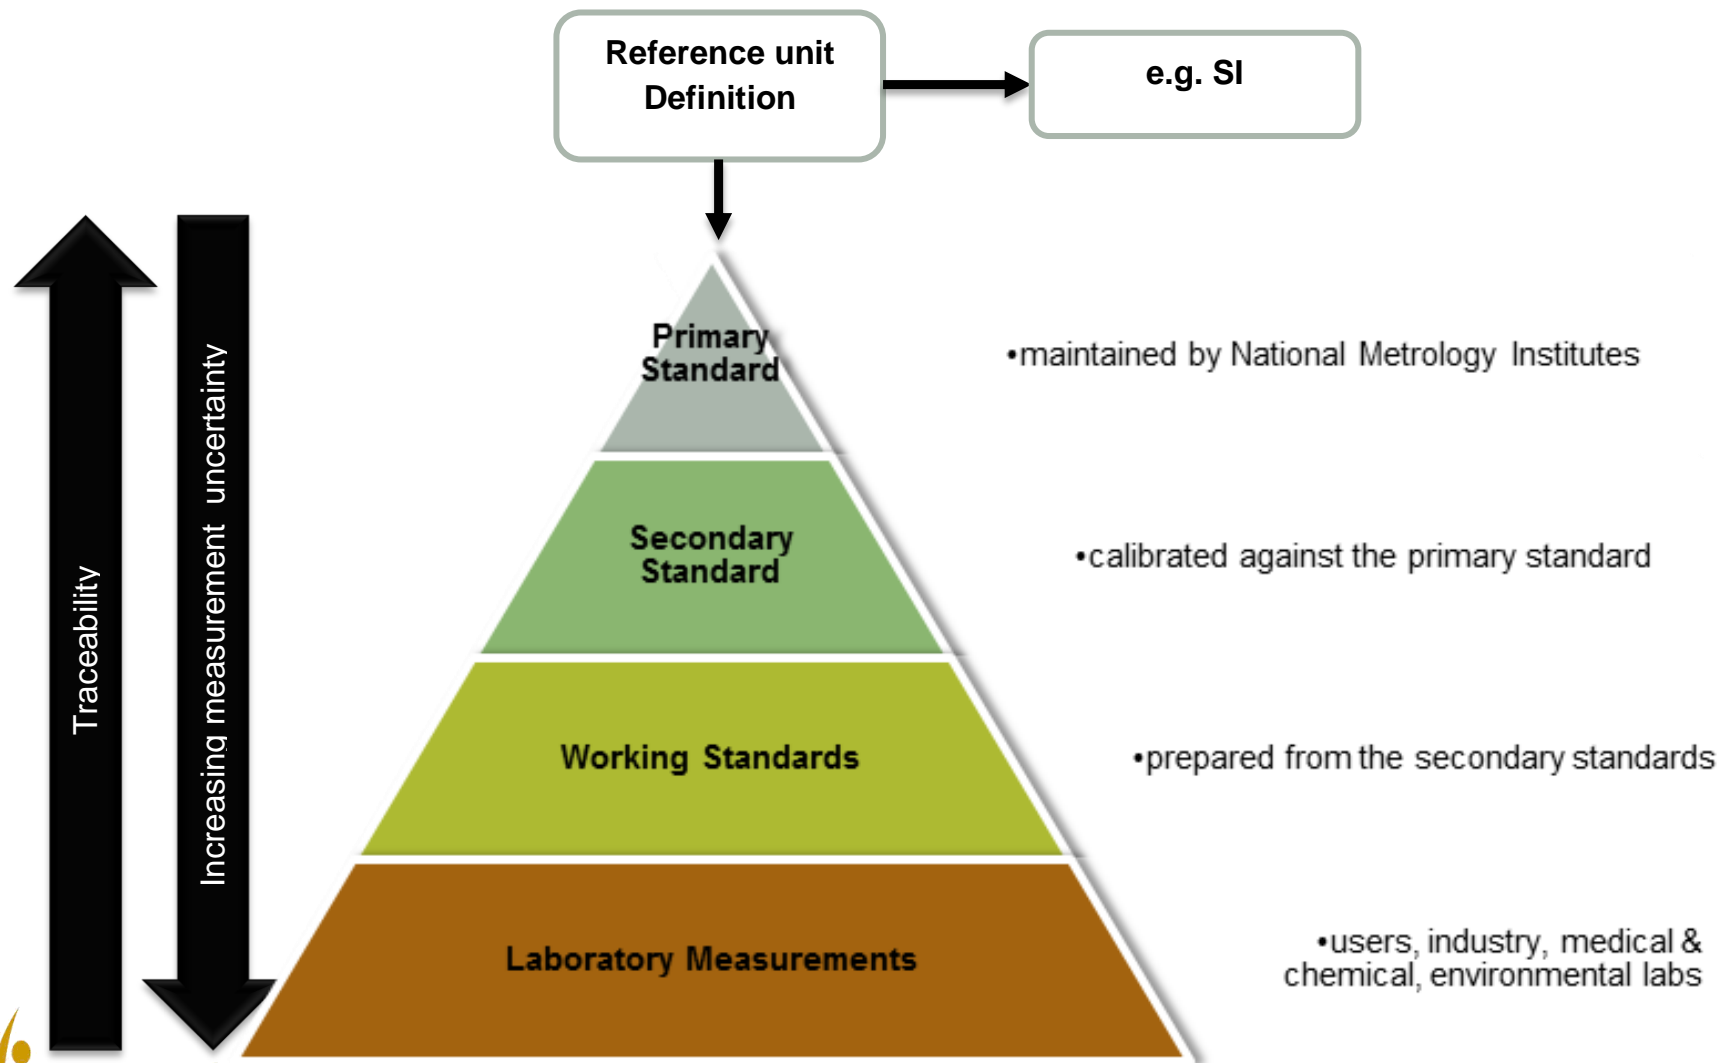 Reference unit
Definition
e.g. SI
Traceability
Increasing measurement uncertainty
Primary
Standard
•maintained by National Metrology Institutes
Secondary
Standard
•calibrated against the primary standard
Working Standards
•prepared from the secondary standards
Laboratory Measurements
•users, industry, medical &
chemical, environmental labs